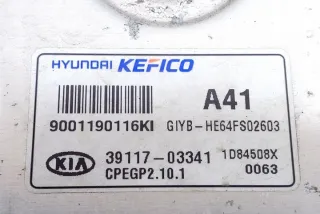 HYUNDAI KEFICO
A41
9001190116KI GIYB-HE64FS02603
KIA 39117-03341 1D84508X
CPEGP2.10.1 0063